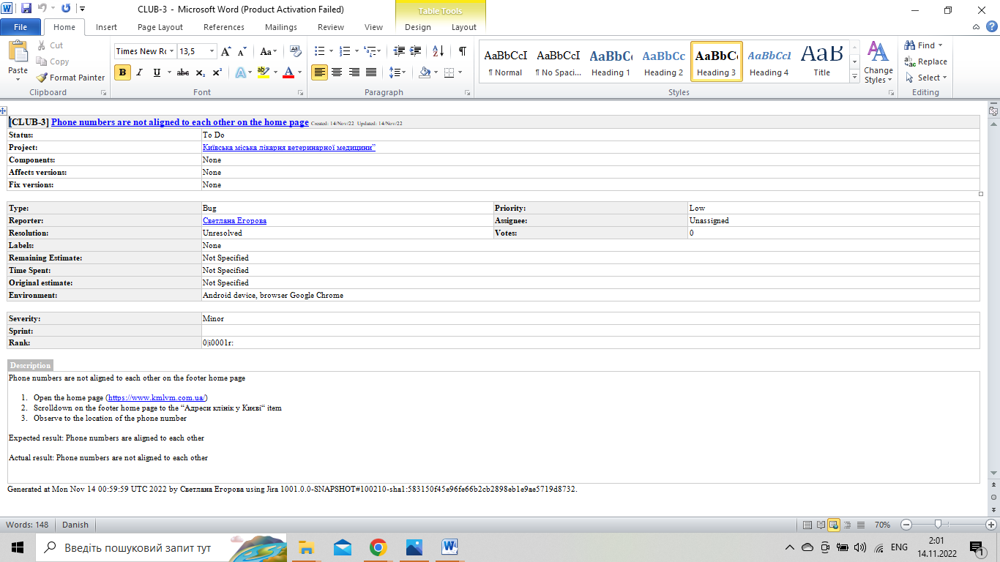 CLUB-3 - Microsoft Word (Product Activation Failed)
Table Tools
File Home Insert Page Layout References Mailings Review View Design Layout
Paste
Cut
Copy
Format Painter
Clipboard
Times New Ro 13,5
Font
Paragraph
AaBbCcI AaBbCcI AaBbCc AaBbCc AaBbC AaBbCcI AaB
¶ Normal ¶ No Spaci... Heading 1 Heading 2 Heading 3 Heading 4 Title
Change Styles
Styles
Find
Replace
Select
Editing
[CLUB-3] Phone numbers are not aligned to each other on the home page Created: 14/Nov/22 Updated: 14/Nov/22
Status: To Do
Project: Київська міська лікарня ветеринарної медицини”
Components: None
Affects versions: None
Fix versions: None
Type: Bug Priority: Low
Reporter: Светлана Егорова Assignee: Unassigned
Resolution: Unresolved Votes: 0
Labels: None
Remaining Estimate: Not Specified
Time Spent: Not Specified
Original estimate: Not Specified
Environment: Android device, browser Google Chrome
Severity: Minor
Sprint:
Rank: 0|i0001r:
Description
Phone numbers are not aligned to each other on the footer home page
1. Open the home page (https://www.kmlvm.com.ua/)
2. Scrolldown on the footer home page to the “Адреси клінік у Києві“ item
3. Observe to the location of the phone number
Expected result: Phone numbers are aligned to each other
Actual result: Phone numbers are not aligned to each other
Generated at Mon Nov 14 00:59:59 UTC 2022 by Светлана Егорова using Jira 1001.0.0-SNAPSHOT#100210-sha1:583150f45e96fe66b2cb2898eb1e9ae5719d8732.
Words: 148 Danish 70%
Введіть пошуковий запит тут
ENG
2:01
14.11.2022
1